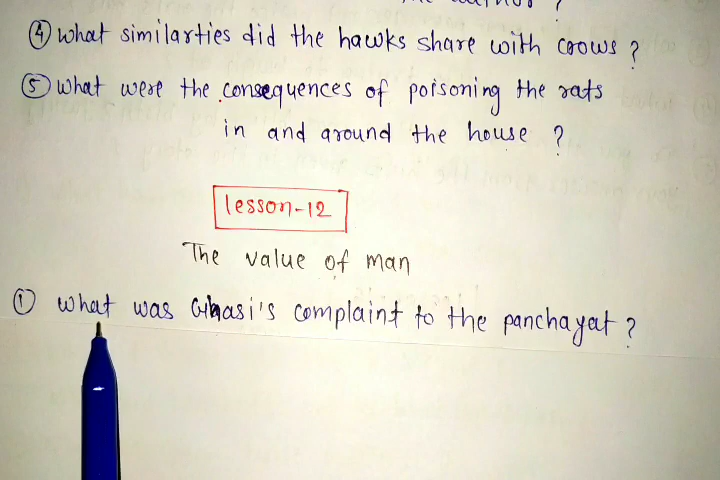 ④ what similarties did the hawks share with crows ?
⑤ what were the consequences of poisoning the rats
in and around the house ?
lesson-12
The value of man
① what was Ghasi's complaint to the panchayat ?